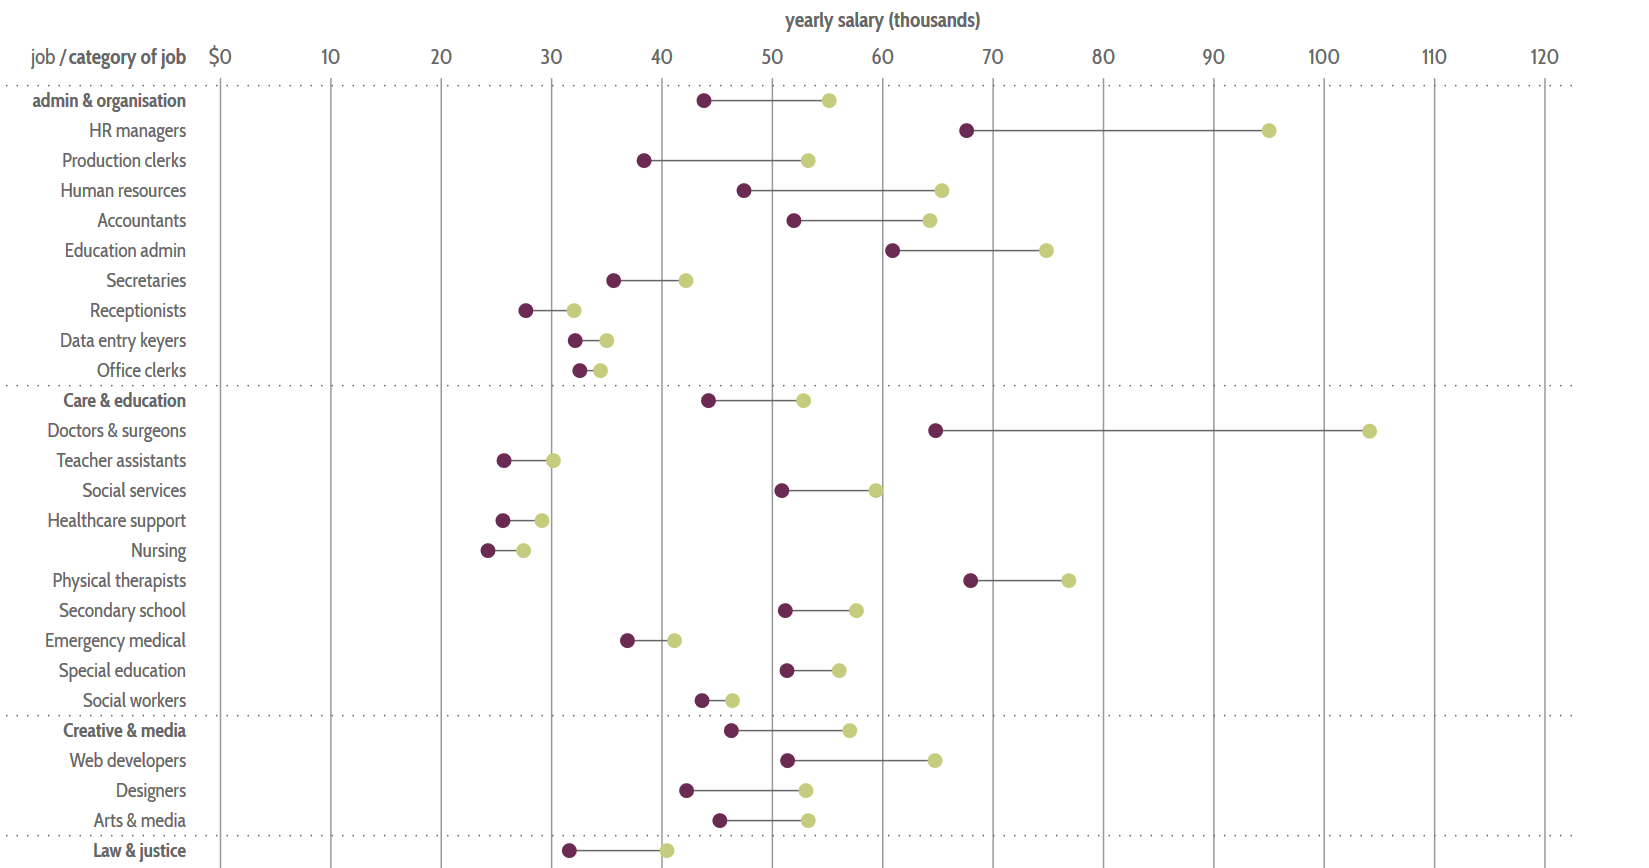 yearly salary (thousands)
job / category of job $0 10 20 30 40 50 60 70 80 90 100 110 120
admin & organisation
HR managers
Production clerks
Human resources
Accountants
Education admin
Secretaries
Receptionists
Data entry keyers
Office clerks
Care & education
Doctors & surgeons
Teacher assistants
Social services
Healthcare support
Nursing
Physical therapists
Secondary school
Emergency medical
Special education
Social workers
Creative & media
Web developers
Designers
Arts & media
Law & justice